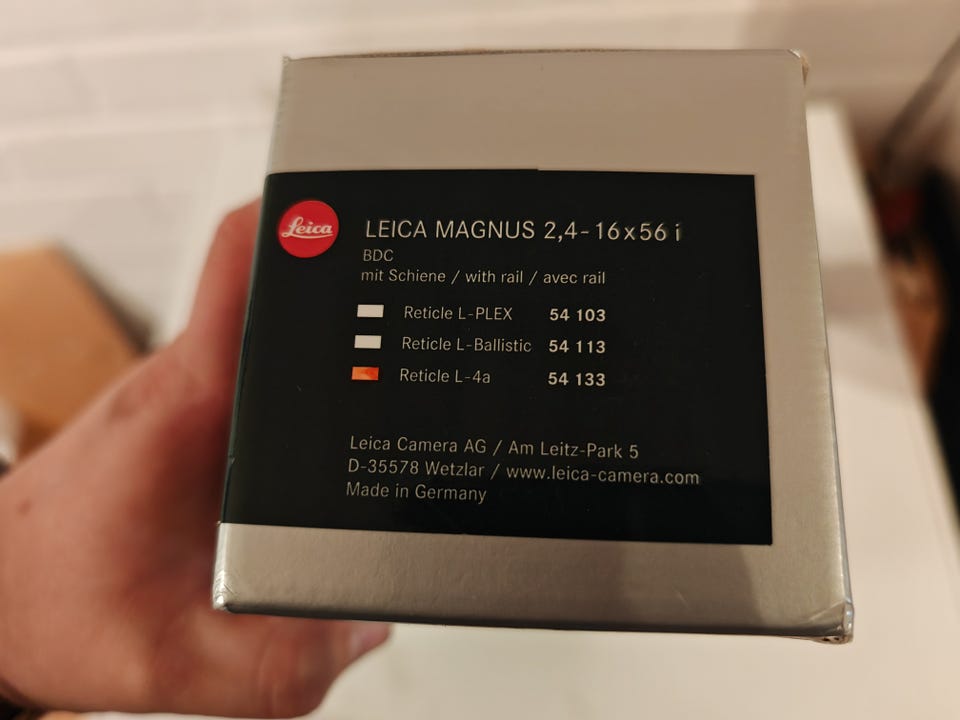 Leica
LEICA MAGNUS 2,4-16x56 i
BDC
mit Schiene / with rail / avec rail
Reticle L-PLEX 54 103
Reticle L-Ballistic 54 113
Reticle L-4a 54 133
Leica Camera AG / Am Leitz-Park 5
D-35578 Wetzlar / www.leica-camera.com
Made in Germany